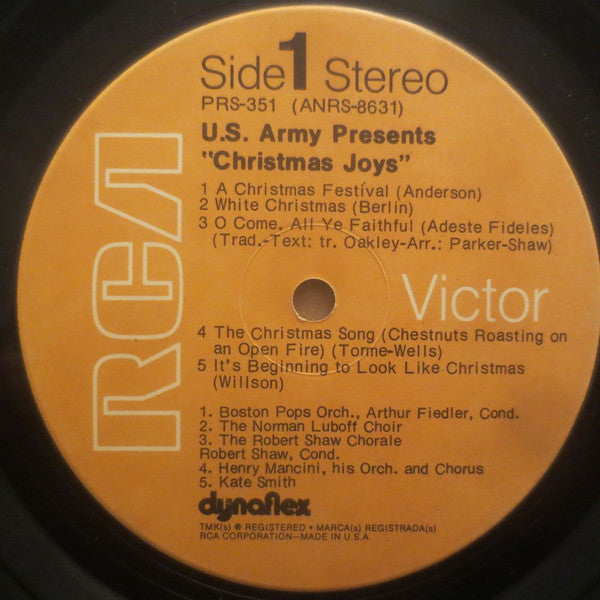 Side 1 Stereo
PRS-351 (ANRS-8631)
U.S. Army Presents
"Christmas Joys"
1 A Christmas Festival (Anderson)
2 White Christmas (Berlin)
3 O Come, All Ye Faithful (Adeste Fideles)
(Trad.-Text: tr. Oakley-Arr.: Parker-Shaw)
RCA
Victor
4 The Christmas Song (Chestnuts Roasting on
an Open Fire) (Torme-Wells)
5 It's Beginning to Look Like Christmas
(Willson)
1. Boston Pops Orch., Arthur Fiedler, Cond.
2. The Norman Luboff Choir
3. The Robert Shaw Chorale
Robert Shaw, Cond.
4. Henry Mancini, his Orch. and Chorus
5. Kate Smith
dynaflex
TMK(s) ® REGISTERED • MARCA(s) REGISTRADA(s)
RCA CORPORATION—MADE IN U.S.A.